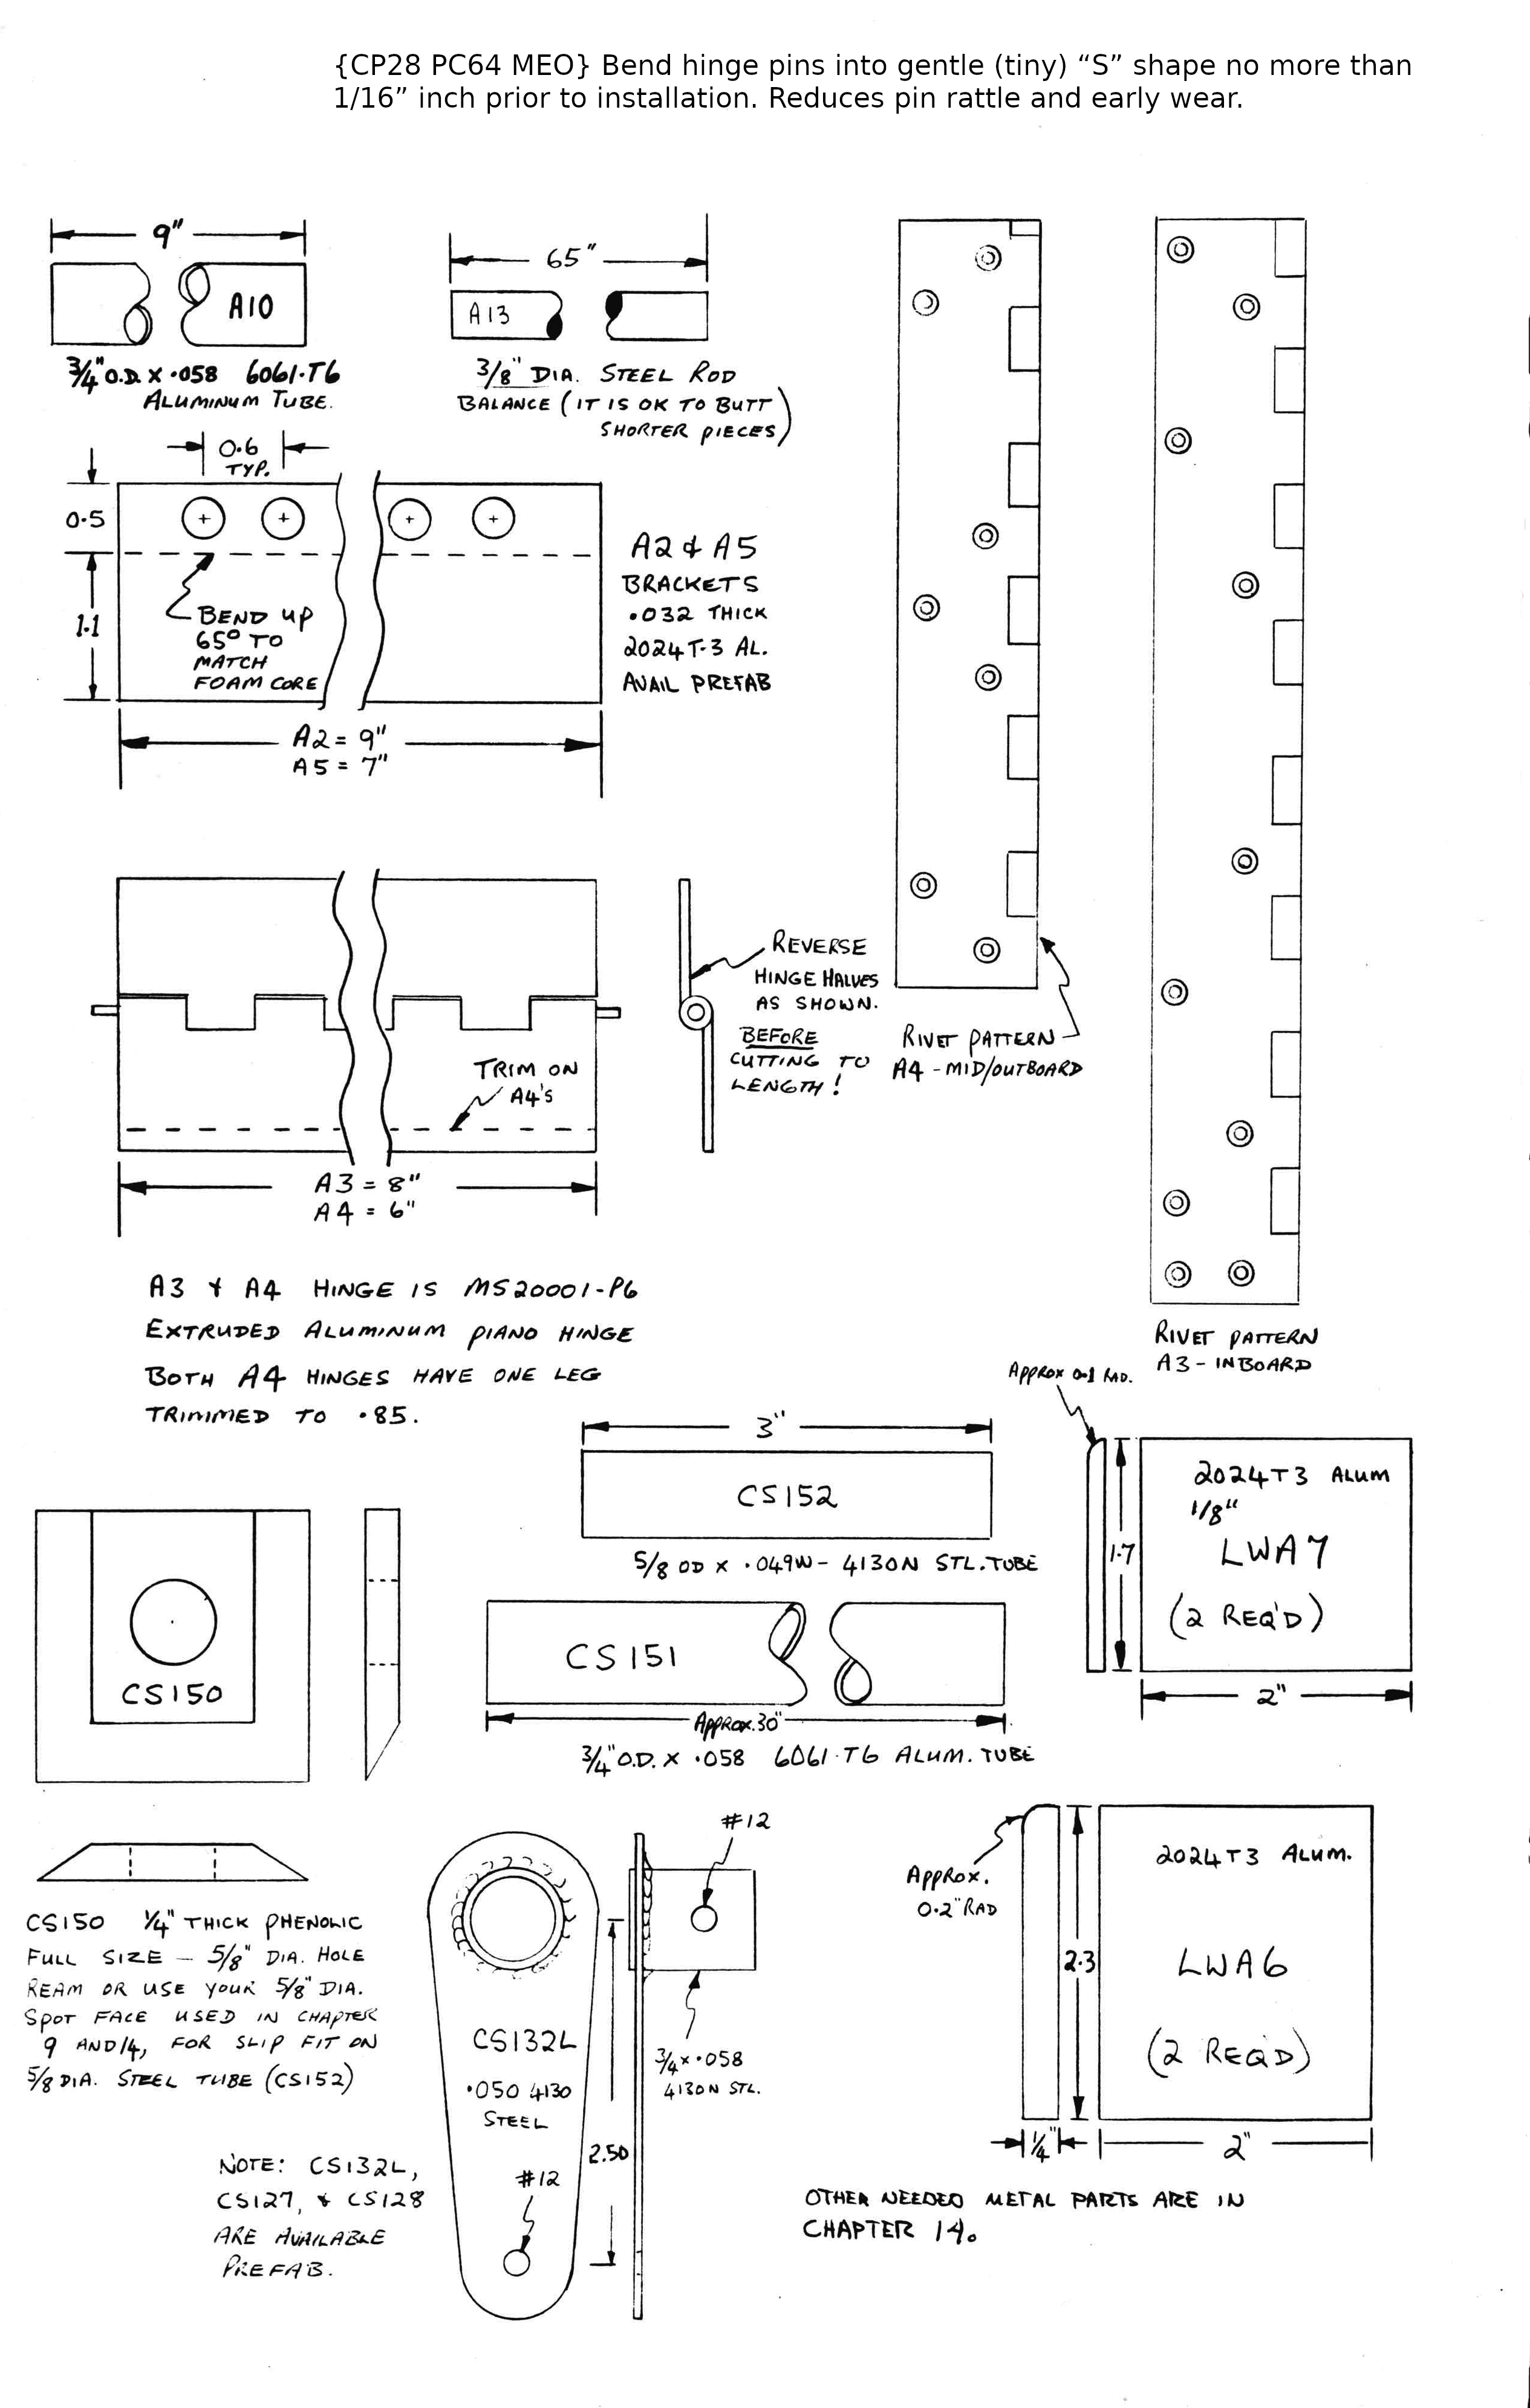 {CP28 PC64 MEO} Bend hinge pins into gentle (tiny) “S” shape no more than
1/16” inch prior to installation. Reduces pin rattle and early wear.
9"
A10
3/4" O.D. X .058 6061-T6
ALUMINUM TUBE.
65"
A13
3/8" DIA. STEEL ROD
BALANCE (IT IS OK TO BUTT
SHORTER PIECES)
0.6
TYP.
0.5
1.1
BEND UP
65° TO
MATCH
FOAM CORE
A2 & A5
BRACKETS
.032 THICK
2024 T-3 AL.
AVAIL PREFAB
A2 = 9"
A5 = 7"
REVERSE
HINGE HALVES
AS SHOWN.
BEFORE
CUTTING TO
LENGTH!
RIVET PATTERN
A4 - MID/OUTBOARD
TRIM ON
A4'S
A3 = 8"
A4 = 6"
A3 & A4 HINGE IS MS20001-P6
EXTRUDED ALUMINUM PIANO HINGE
BOTH A4 HINGES HAVE ONE LEG
TRIMMED TO .85.
RIVET PATTERN
A3 - INBOARD
APPROX 0.1 RAD.
3"
CS152
5/8 OD X .049W - 4130N STL. TUBE
2024T3 ALUM
1/8"
LWA7
(2 REQ'D)
1.7
2"
CS150
CS151
APPROX. 30"
3/4" O.D. X .058 6061-T6 ALUM. TUBE
CS150 1/4" THICK PHENOLIC
FULL SIZE — 5/8" DIA. HOLE
REAM OR USE YOUR 5/8" DIA.
SPOT FACE USED IN CHAPTER
9 AND 14, FOR SLIP FIT ON
5/8 DIA. STEEL TUBE (CS152)
NOTE: CS132L,
CS127, & CS128
ARE AVAILABLE
PREFAB.
CS132L
.050 4130
STEEL
#12
2.50
#12
3/4 x .058
4130N STL.
APPROX.
0.2" RAD
2024T3 ALUM.
LWA6
(2 REQD)
2.3
1/4"
2"
OTHER NEEDED METAL PARTS ARE IN
CHAPTER 14.